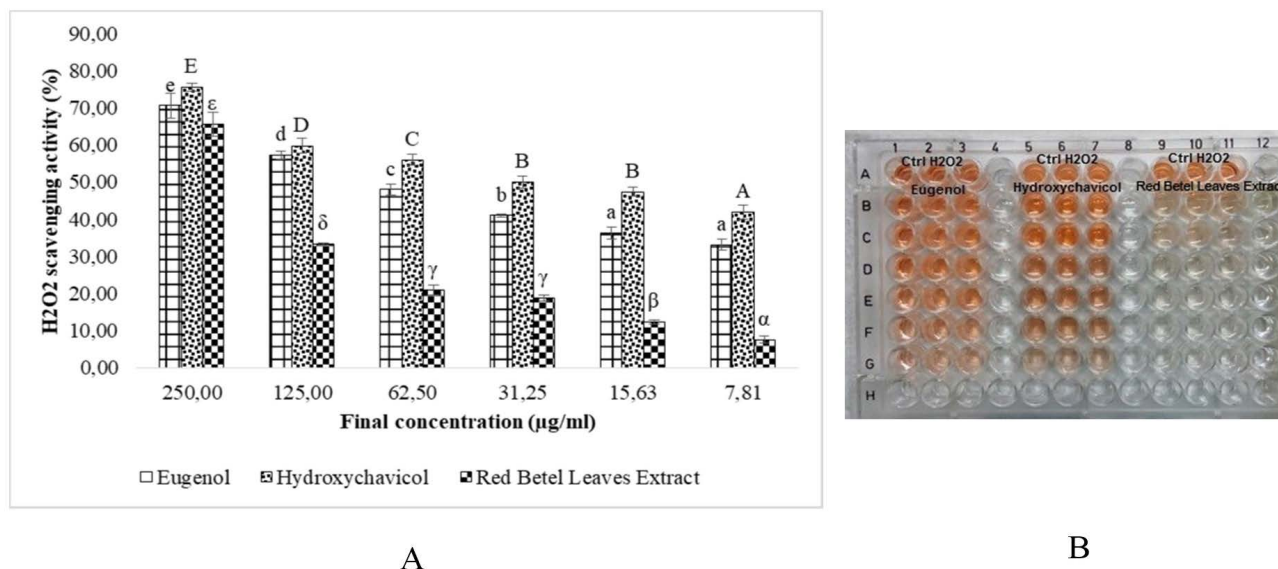 H2O2 scavenging activity (%)
90,00
80,00
70,00
60,00
50,00
40,00
30,00
20,00
10,00
0,00
e E ε
d D δ
c C γ
b B γ
a B β
a A α
250,00 125,00 62,50 31,25 15,63 7,81
Final concentration (µg/ml)
Eugenol Hydroxychavicol Red Betel Leaves Extract
A
1 2 3 4 5 6 7 8 9 10 11 12
Ctrl H2O2 Ctrl H2O2 Ctrl H2O2
A
Eugenol Hydroxychavicol Red Betel Leaves Extrac
B
C
D
E
F
G
H
B